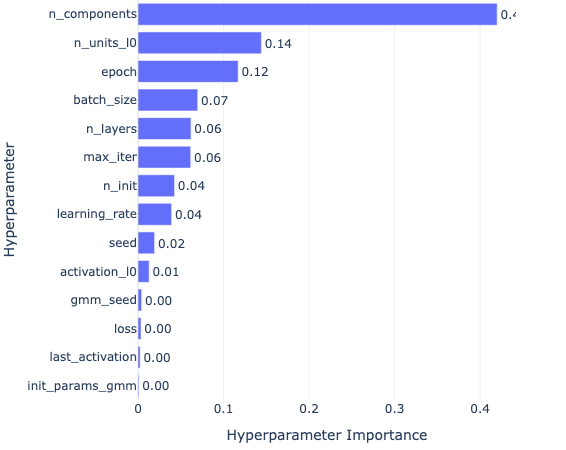 n_components
n_units_l0 0.14
epoch 0.12
batch_size 0.07
n_layers 0.06
max_iter 0.06
n_init 0.04
learning_rate 0.04
seed 0.02
activation_l0 0.01
gmm_seed 0.00
loss 0.00
last_activation 0.00
init_params_gmm 0.00
0 0.1 0.2 0.3 0.4
Hyperparameter Importance
Hyperparameter